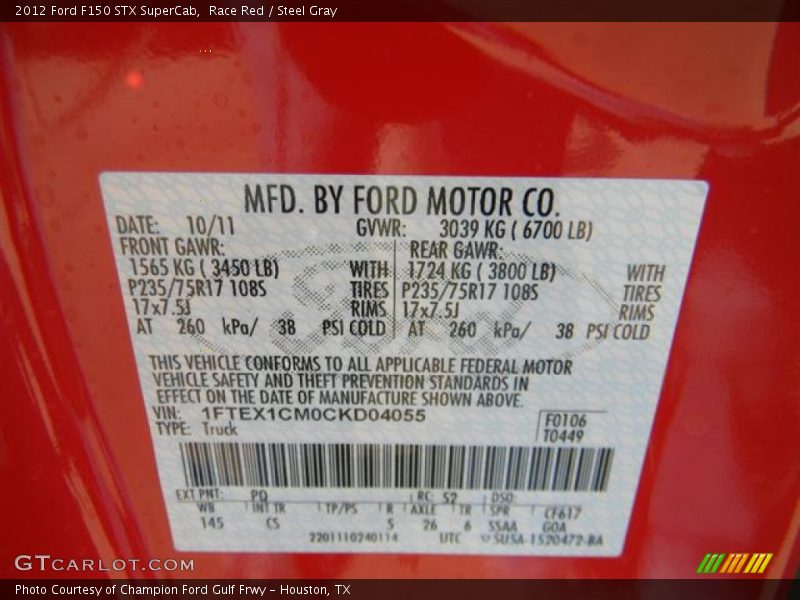 2012 Ford F150 STX SuperCab,  Race Red / Steel Gray
MFD. BY FORD MOTOR CO.
DATE: 10/11 GVWR: 3039 KG ( 6700 LB)
FRONT GAWR: REAR GAWR:
1565 KG ( 3450 LB) WITH 1724 KG ( 3800 LB) WITH
P235/75R17 108S TIRES P235/75R17 108S TIRES
17x7.5J RIMS 17x7.5J RIMS
AT 260 kPa/ 38 PSI COLD AT 260 kPa/ 38 PSI COLD
THIS VEHICLE CONFORMS TO ALL APPLICABLE FEDERAL MOTOR
VEHICLE SAFETY AND THEFT PREVENTION STANDARDS IN
EFFECT ON THE DATE OF MANUFACTURE SHOWN ABOVE.
VIN: 1FTEX1CM0CKD04055 F0106
TYPE: Truck T0449
EXT PNT: PQ RC: 52 DSO:
WB INT TR TP/PS R AXLE TR SPR CF617
145 CS 5 26 6 SSAA GOA
2201110240114 UTC SU5A-1520472-BA
GTCARLOT.COM
Photo Courtesy of Champion Ford Gulf Frwy – Houston, TX